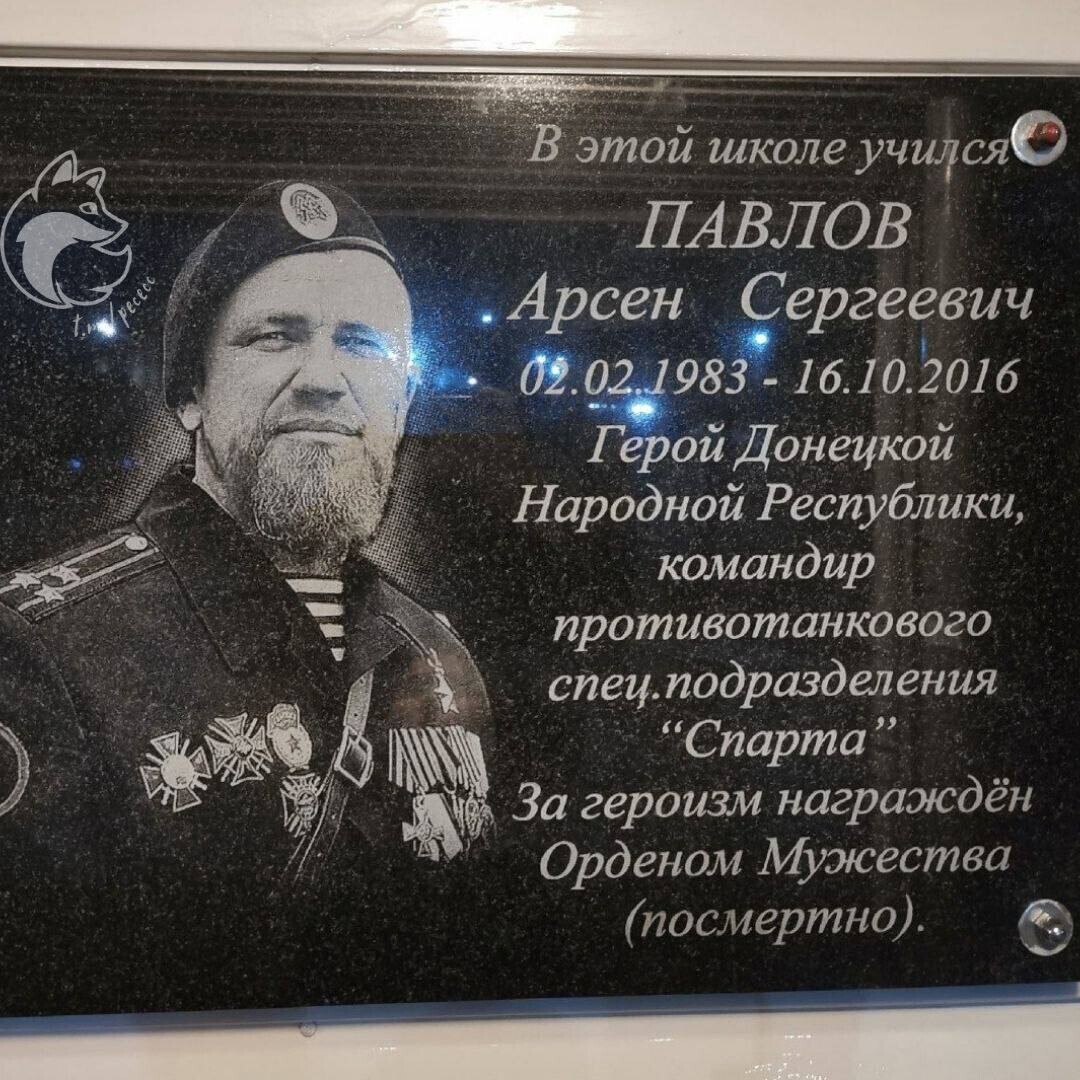 В этой школе учился
ПАВЛОВ
Арсен Сергеевич
02.02.1983 - 16.10.2016
Герой Донецкой
Народной Республики,
командир
противотанкового
спец.подразделения
“Спарта”
За героизм награждён
Орденом Мужества
(посмертно).